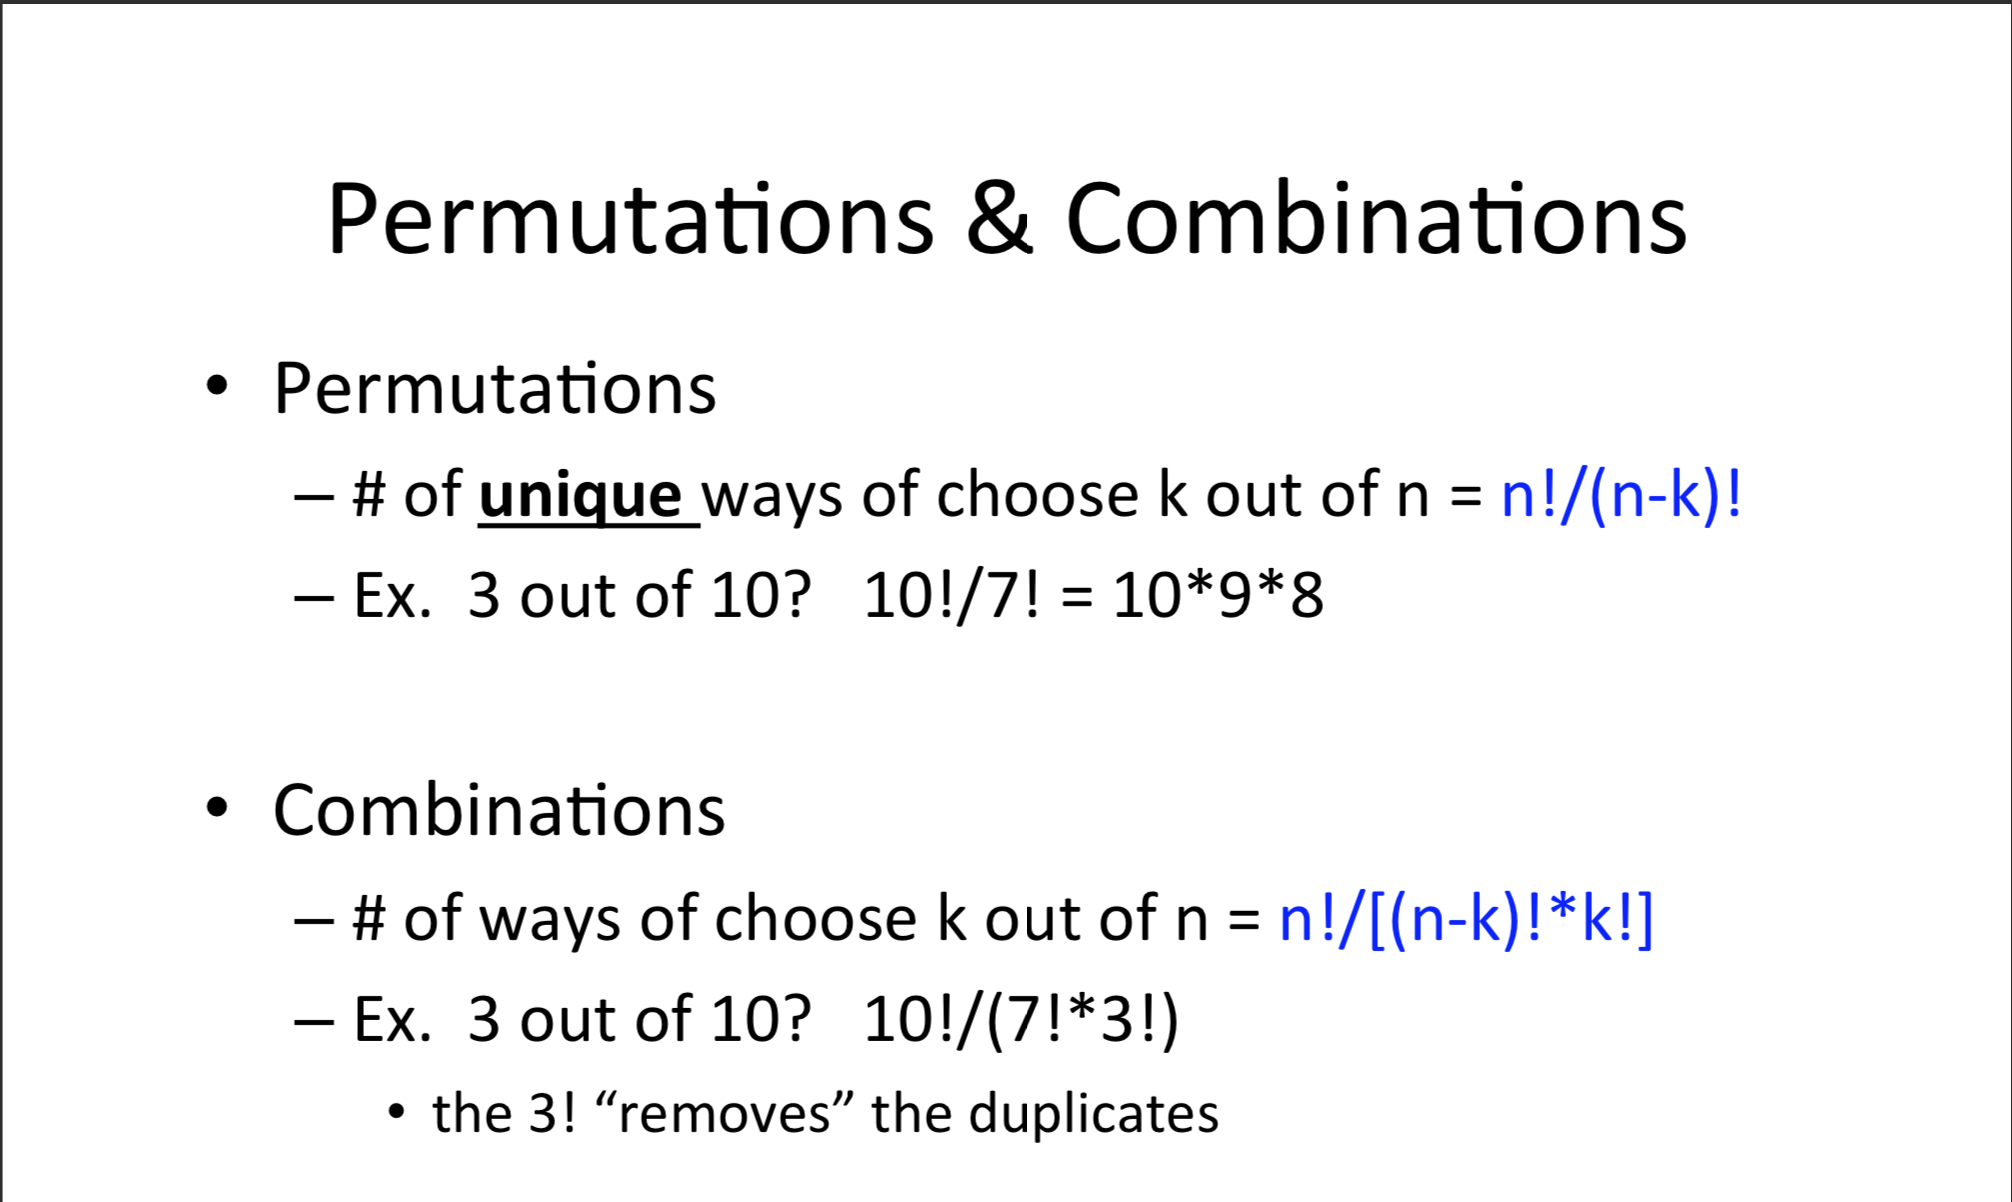 Permutations & Combinations
• Permutations
– # of unique ways of choose k out of n = n!/(n-k)!
– Ex.  3 out of 10?   10!/7! = 10*9*8
• Combinations
– # of ways of choose k out of n = n!/[(n-k)!*k!]
– Ex.  3 out of 10?   10!/(7!*3!)
• the 3! “removes” the duplicates